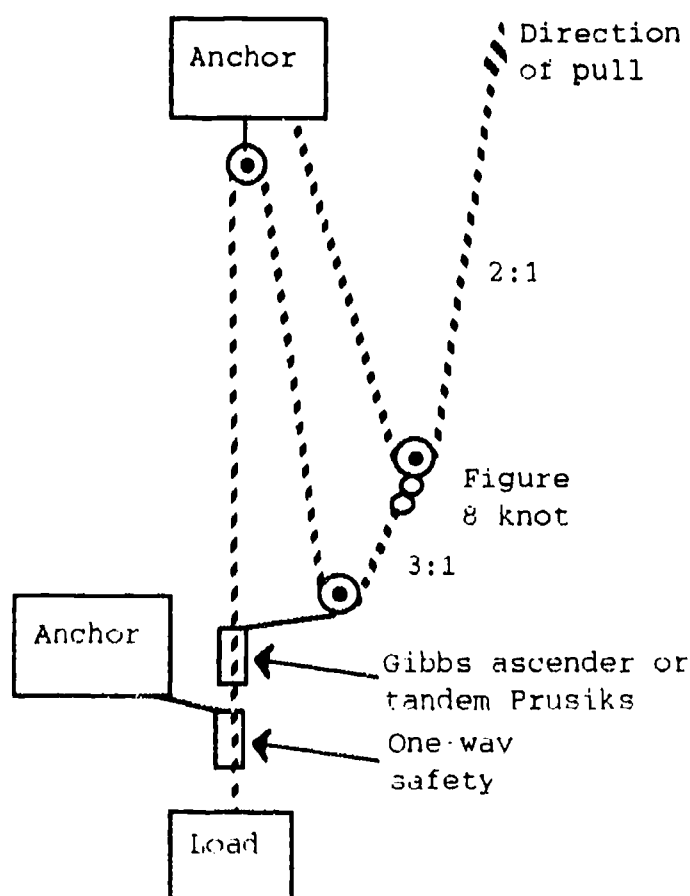 Anchor
Direction
of pull
2:1
Figure
8 knot
3:1
Anchor
Gibbs ascender or
tandem Prusiks
One-way
safety
Load